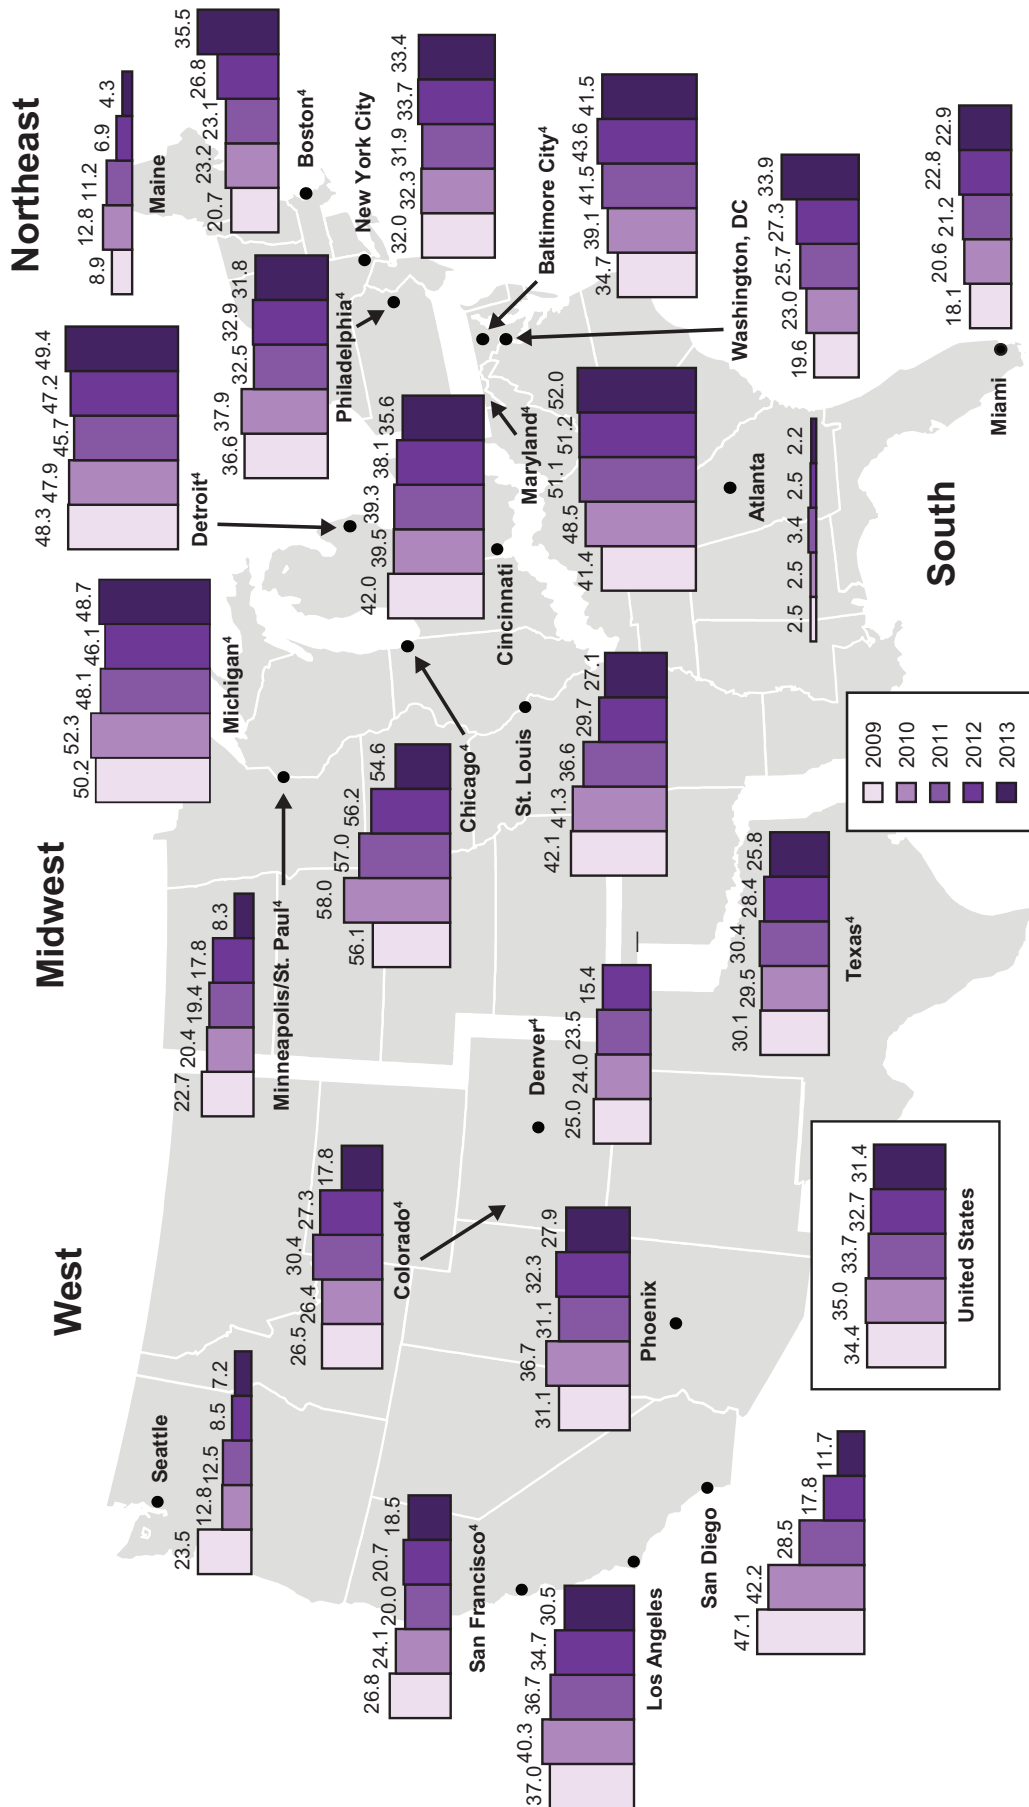 West
Midwest
Northeast
South
Seattle
23.5 12.8 12.5 8.5 7.2
San Francisco⁴
26.8 24.1 20.0 20.7 18.5
Los Angeles
37.0 40.3 36.7 34.7 30.5
San Diego
47.1 42.2 28.5 17.8 11.7
Colorado⁴
26.5 26.4 30.4 27.3 17.8
Phoenix
31.1 36.7 31.1 32.3 27.9
Denver⁴
25.0 24.0 23.5 15.4 —
United States
34.4 35.0 33.7 32.7 31.4
Minneapolis/St. Paul⁴
22.7 20.4 19.4 17.8 8.3
Chicago⁴
56.1 58.0 57.0 56.2 54.6
St. Louis
42.1 41.3 36.6 29.7 27.1
Texas⁴
30.1 29.5 30.4 28.4 25.8
Michigan⁴
50.2 52.3 48.1 46.1 48.7
Detroit⁴
48.3 47.9 45.7 47.2 49.4
Cincinnati
42.0 39.5 39.3 38.1 35.6
Philadelphia⁴
36.6 37.9 32.5 32.9 31.8
Maine
8.9 12.8 11.2 6.9 4.3
Boston⁴
20.7 23.2 23.1 26.8 35.5
New York City
32.0 32.3 31.9 33.7 33.4
Baltimore City⁴
34.7 39.1 41.5 43.6 41.5
Maryland⁴
Washington, DC
19.6 23.0 25.7 27.3 33.9
Atlanta
41.4 48.5 51.1 51.2 52.0
2.5 2.5 3.4 2.5 2.2
Miami
18.1 20.6 21.2 22.8 22.9
2009
2010
2011
2012
2013